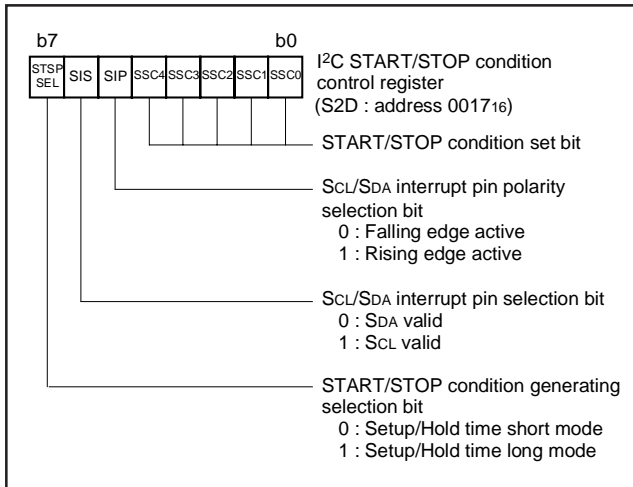 b7 b0
STSP SEL SIS SIP SSC4 SSC3 SSC2 SSC1 SSC0
I2C START/STOP condition
control register
(S2D : address 001716)
START/STOP condition set bit
SCL/SDA interrupt pin polarity
selection bit
0 : Falling edge active
1 : Rising edge active
SCL/SDA interrupt pin selection bit
0 : SDA valid
1 : SCL valid
START/STOP condition generating
selection bit
0 : Setup/Hold time short mode
1 : Setup/Hold time long mode